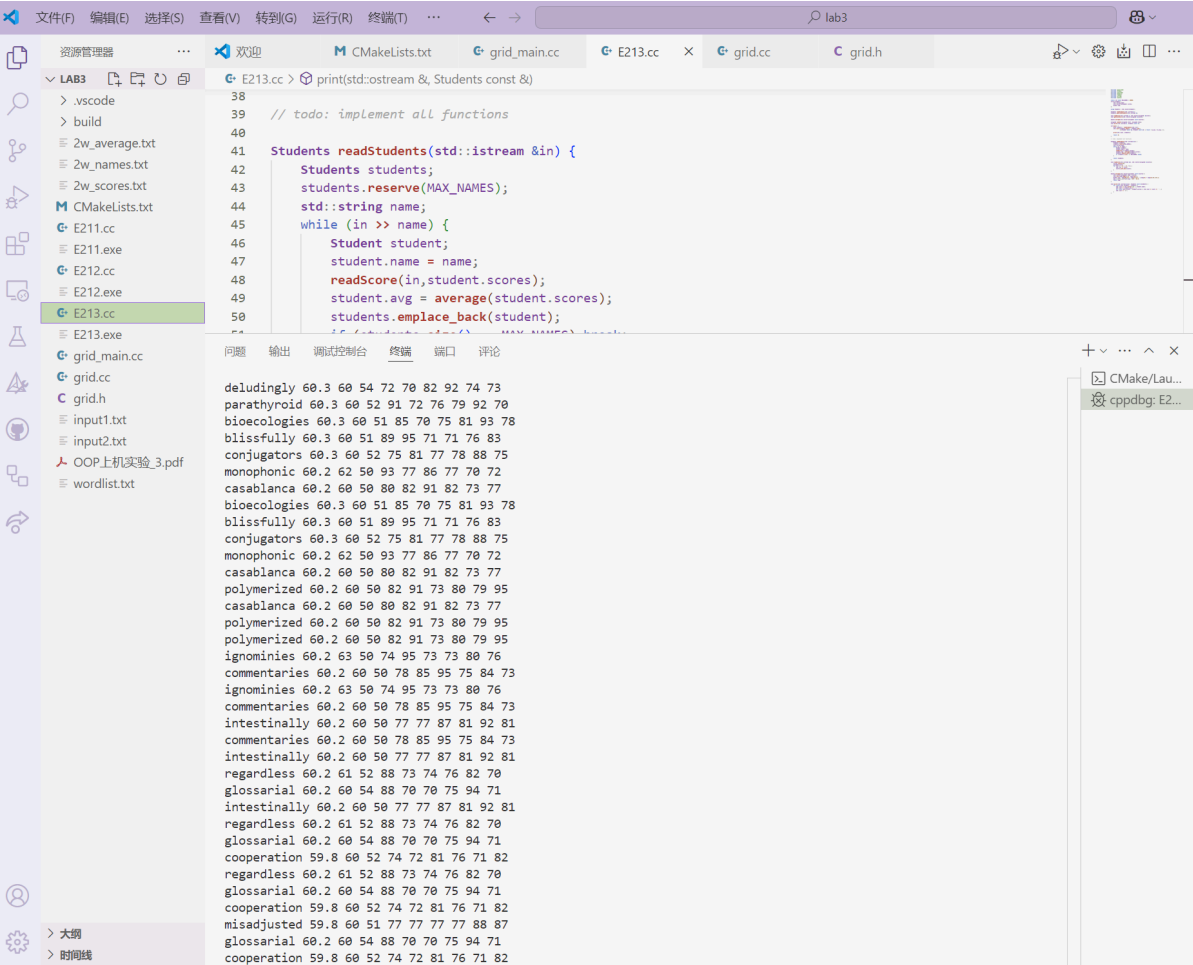 文件(F) 编辑(E) 选择(S) 查看(V) 转到(G) 运行(R) 终端(T) ··· lab3
资源管理器 ···
LAB3
.vscode
build
2w_average.txt
2w_names.txt
2w_scores.txt
CMakeLists.txt
E211.cc
E211.exe
E212.cc
E212.exe
E213.cc
E213.exe
grid_main.cc
grid.cc
grid.h
input1.txt
input2.txt
OOP上机实验_3.pdf
wordlist.txt
大纲
时间线
欢迎 CMakeLists.txt grid_main.cc E213.cc grid.cc grid.h
E213.cc > print(std::ostream &, Students const &)
38
39 // todo: implement all functions
40
41 Students readStudents(std::istream &in) {
42 Students students;
43 students.reserve(MAX_NAMES);
44 std::string name;
45 while (in >> name) {
46 Student student;
47 student.name = name;
48 readScore(in,student.scores);
49 student.avg = average(student.scores);
50 students.emplace_back(student);
问题 输出 调试控制台 终端 端口 评论
CMake/Lau...
cppdbg: E2...
deludingly 60.3 60 54 72 70 82 92 74 73
parathyroid 60.3 60 52 91 72 76 79 92 70
bioecologies 60.3 60 51 85 70 75 81 93 78
blissfully 60.3 60 51 89 95 71 71 76 83
conjugators 60.3 60 52 75 81 77 78 88 75
monophonic 60.2 62 50 93 77 86 77 70 72
casablanca 60.2 60 50 80 82 91 82 73 77
bioecologies 60.3 60 51 85 70 75 81 93 78
blissfully 60.3 60 51 89 95 71 71 76 83
conjugators 60.3 60 52 75 81 77 78 88 75
monophonic 60.2 62 50 93 77 86 77 70 72
casablanca 60.2 60 50 80 82 91 82 73 77
polymerized 60.2 60 50 82 91 73 80 79 95
casablanca 60.2 60 50 80 82 91 82 73 77
polymerized 60.2 60 50 82 91 73 80 79 95
polymerized 60.2 60 50 82 91 73 80 79 95
ignominies 60.2 63 50 74 95 73 73 80 76
commentaries 60.2 60 50 78 85 95 75 84 73
ignominies 60.2 63 50 74 95 73 73 80 76
commentaries 60.2 60 50 78 85 95 75 84 73
intestinally 60.2 60 50 77 77 87 81 92 81
commentaries 60.2 60 50 78 85 95 75 84 73
intestinally 60.2 60 50 77 77 87 81 92 81
regardless 60.2 61 52 88 73 74 76 82 70
glossarial 60.2 60 54 88 70 70 75 94 71
intestinally 60.2 60 50 77 77 87 81 92 81
regardless 60.2 61 52 88 73 74 76 82 70
glossarial 60.2 60 54 88 70 70 75 94 71
cooperation 59.8 60 52 74 72 81 76 71 82
regardless 60.2 61 52 88 73 74 76 82 70
glossarial 60.2 60 54 88 70 70 75 94 71
cooperation 59.8 60 52 74 72 81 76 71 82
misadjusted 59.8 60 51 77 77 77 77 88 87
glossarial 60.2 60 54 88 70 70 75 94 71
cooperation 59.8 60 52 74 72 81 76 71 82